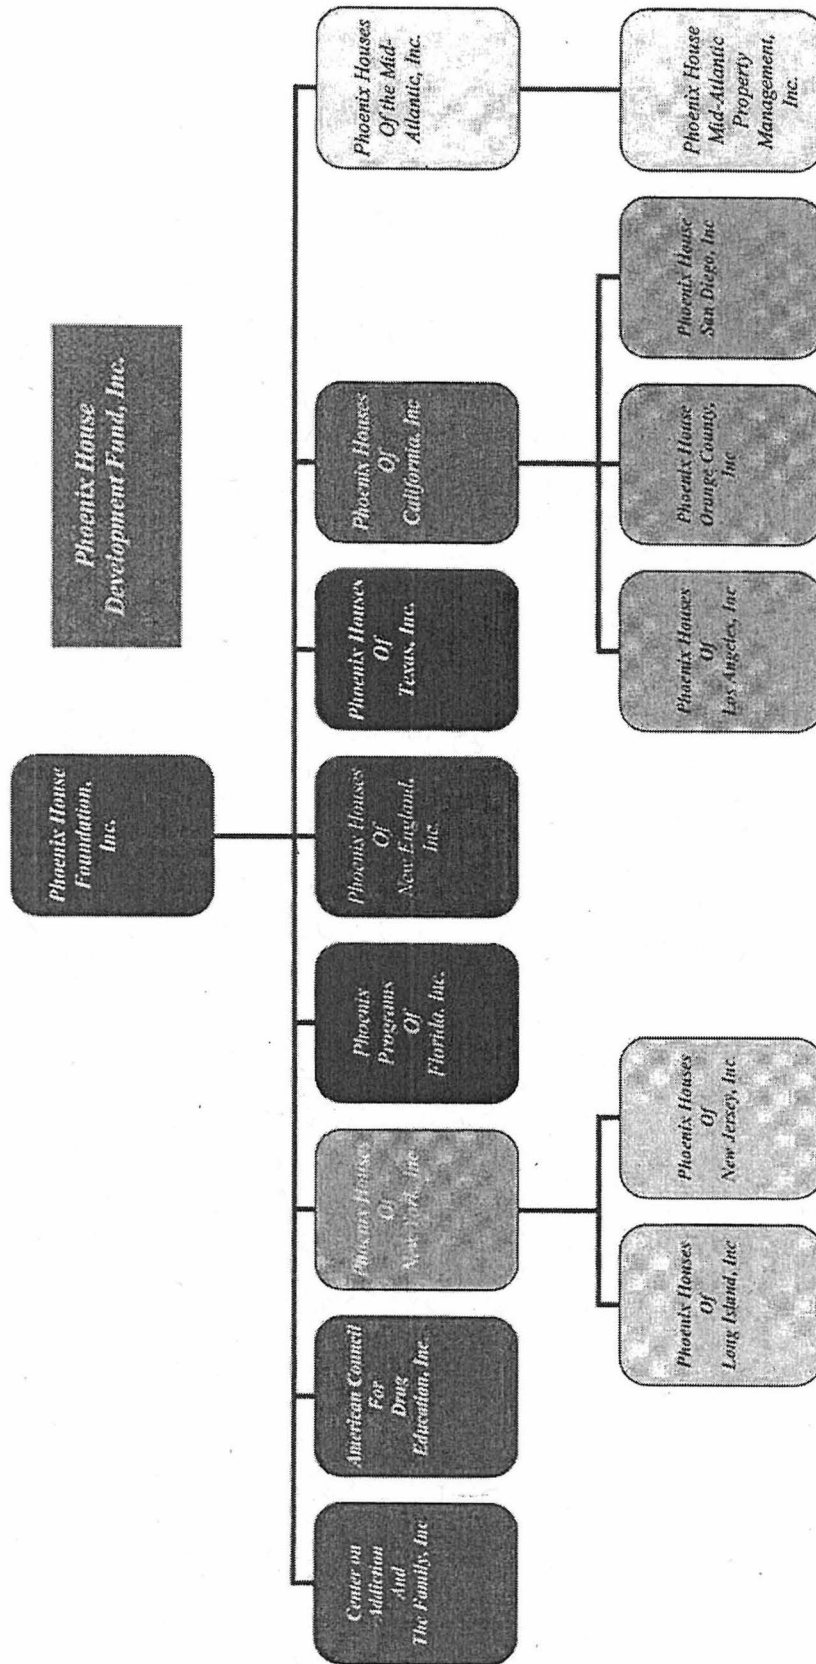 Phoenix House
Foundation,
Inc.
Phoenix House
Development Fund, Inc.
Center on
Addiction
And
The Family, Inc
American Council
For
Drug
Education, Inc.
Phoenix Houses
Of
New York, Inc
Phoenix
Programs
Of
Florida, Inc.
Phoenix Houses
Of
New England,
Inc.
Phoenix Houses
Of
Texas, Inc.
Phoenix Houses
Of
California, Inc
Phoenix Houses
Of the Mid-
Atlantic, Inc.
Phoenix Houses
Of
Long Island, Inc
Phoenix Houses
Of
New Jersey, Inc
Phoenix Houses
Of
Los Angeles, Inc
Phoenix House
Orange County,
Inc
Phoenix House
San Diego, Inc
Phoenix House
Mid-Atlantic
Property
Management,
Inc.